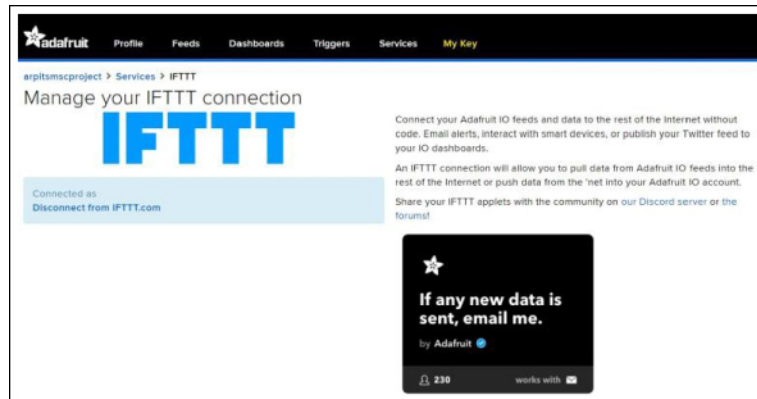 adafruit Profile Feeds Dashboards Triggers Services My Key
arpitsmscproject > Services > IFTTT
Manage your IFTTT connection
IFTTT
Connected as
Disconnect from IFTTT.com
Connect your Adafruit IO feeds and data to the rest of the Internet without
code. Email alerts, interact with smart devices, or publish your Twitter feed to
your IO dashboards.
An IFTTT connection will allow you to pull data from Adafruit IO feeds into the
rest of the Internet or push data from the 'net into your Adafruit IO account.
Share your IFTTT applets with the community on our Discord server or the
forums!
If any new data is
sent, email me.
by Adafruit
230 works with